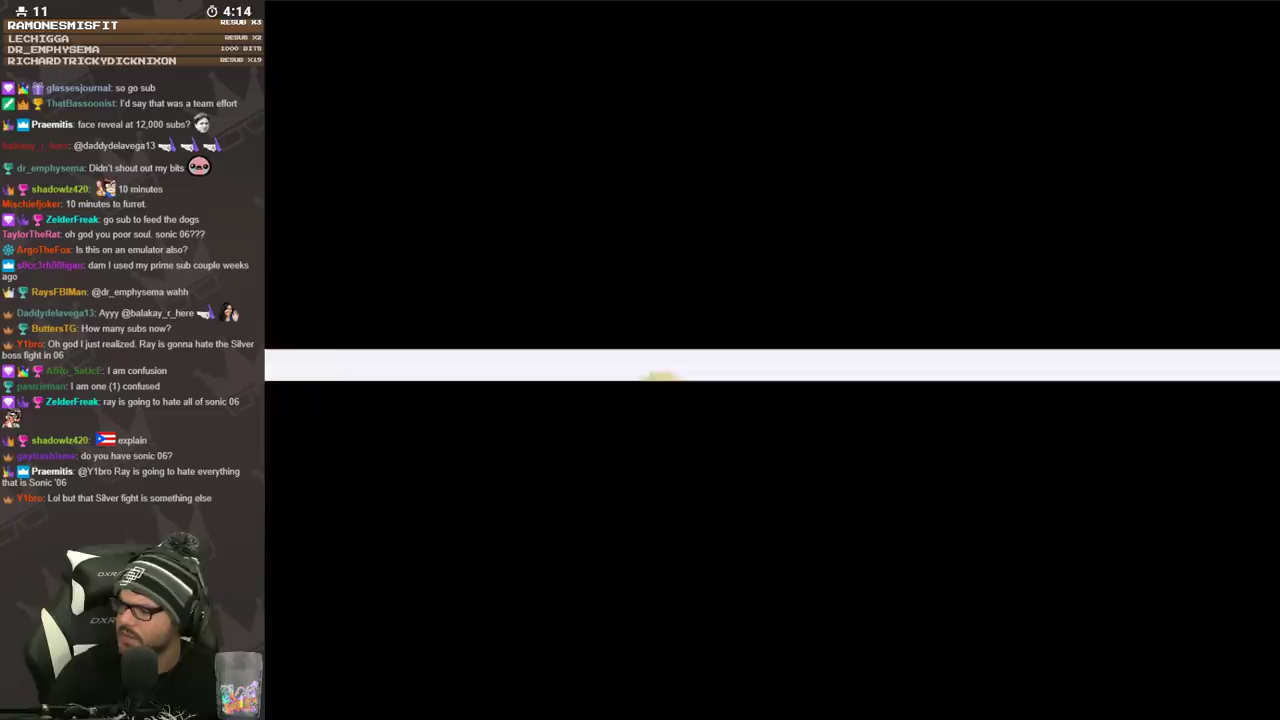 11
4:14
RAMONESMISFIT RESUB X3
LECHIGGA RESUB X2
DR_EMPHYSEMA 1000 BITS
RICHARDTRICKYDICKNIXON RESUB X19
glassesjournal: so go sub
ThatBassoonist: I'd say that was a team effort
Praemitis: face reveal at 12,000 subs?
@daddydelavega13
dr_emphysema: Didn't shout out my bits
shadowlz420: 10 minutes
Mischiefjoker: 10 minutes to furret.
ZelderFreak: go sub to feed the dogs
TaylorTheRat: oh god you poor soul. sonic 06???
ArgoTheFox: Is this on an emulator also?
dam I used my prime sub couple weeks
ago
RaysFBIMan: @dr_emphysema wahh
Daddydelavega13: Ayyy @balakay_r_here
ButtersTG: How many subs now?
Y1bro: Oh god I just realized. Ray is gonna hate the Silver
boss fight in 06
AfRo_SaUcE: I am confusion
pastrieman: I am one (1) confused
ZelderFreak: ray is going to hate all of sonic 06
shadowlz420: explain
gaytrashisme: do you have sonic 06?
Praemitis: @Y1bro Ray is going to hate everything
that is Sonic '06
Y1bro: Lol but that Silver fight is something else
DXR
DXR